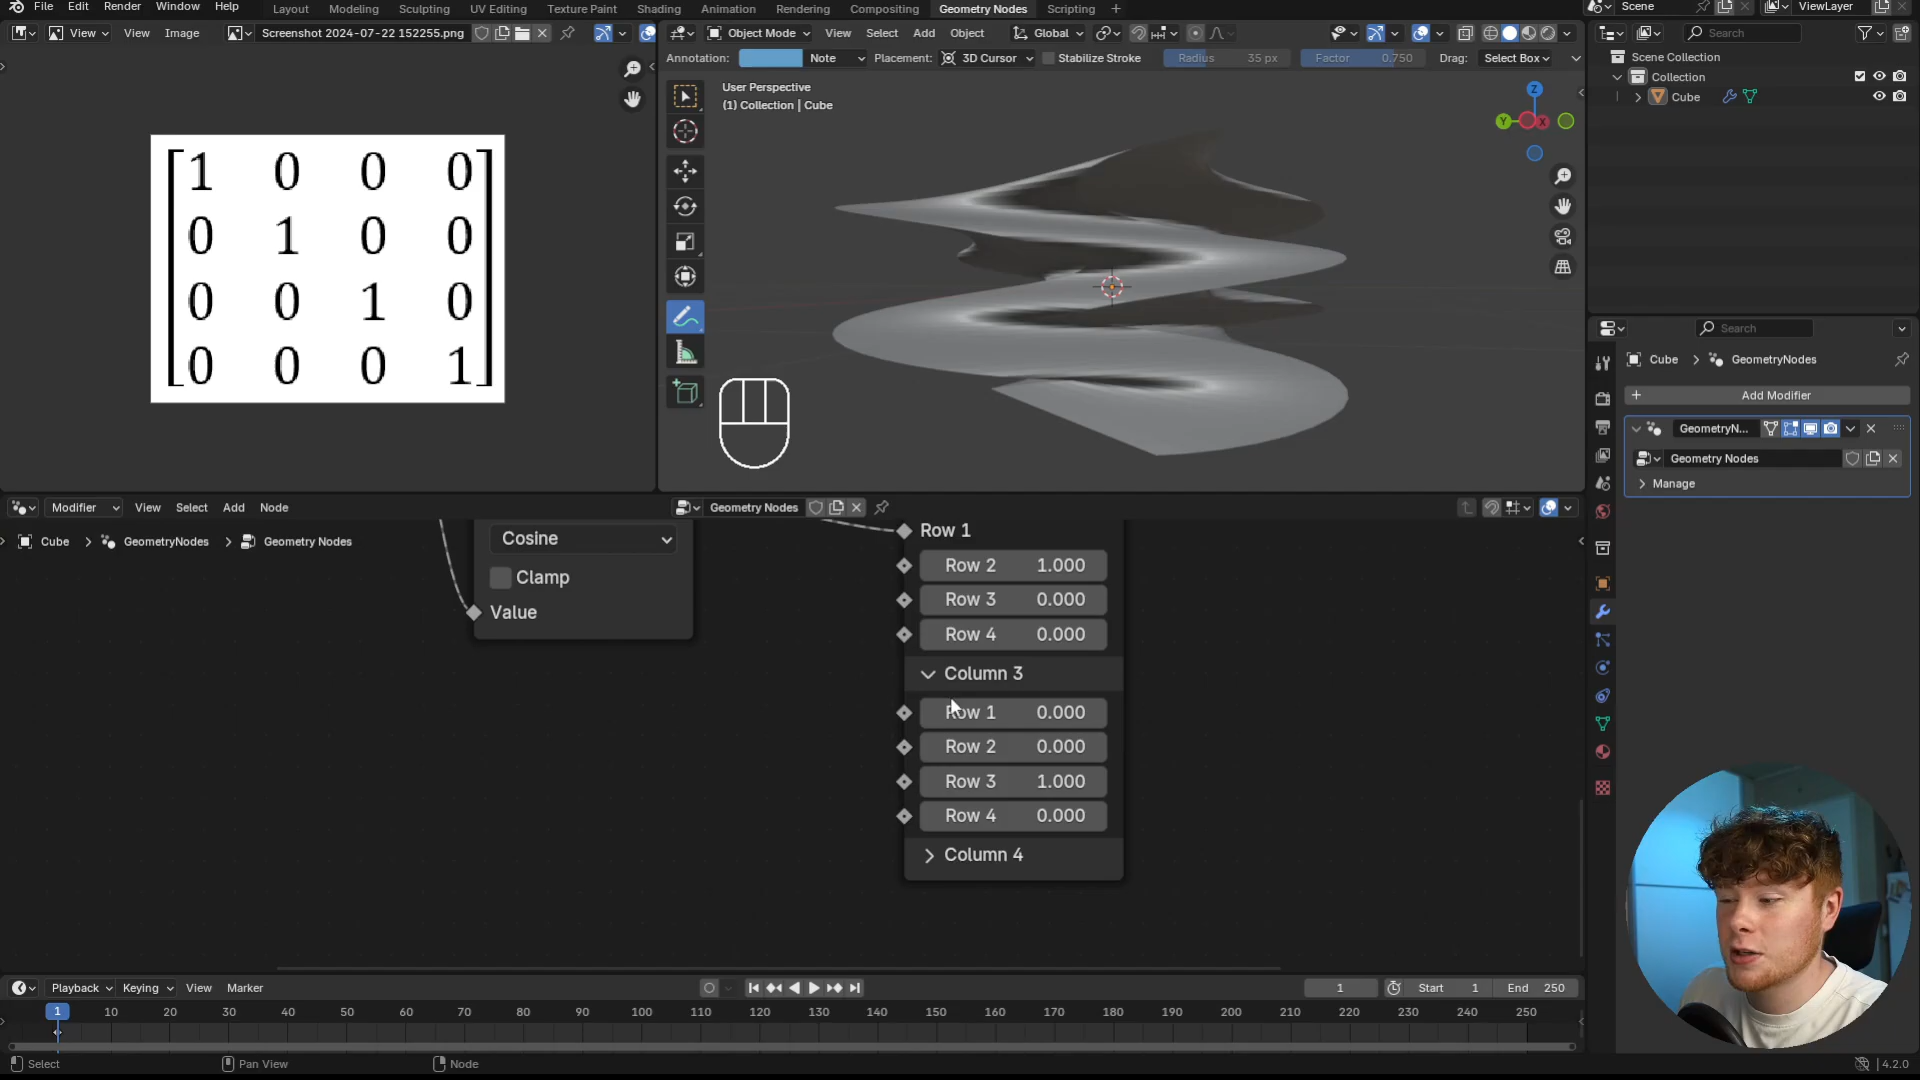 File Edit Render Window Help Layout Modeling Sculpting UV Editing Texture Paint Shading Animation Rendering Compositing Geometry Nodes Scripting + Scene ViewLayer
View View Image Screenshot 2024-07-22 152255.png
Object Mode View Select Add Object Global
Search
Annotation: Note Placement: 3D Cursor Stabilize Stroke Radius 35 px Factor 0.750 Drag: Select Box
Scene Collection
Collection
Cube
User Perspective
(1) Collection | Cube
Z
Y
X
1 0 0 0
0 1 0 0
0 0 1 0
0 0 0 1
Search
Cube > GeometryNodes
+ Add Modifier
GeometryN...
Geometry Nodes
Manage
Modifier View Select Add Node Geometry Nodes
Cube > GeometryNodes > Geometry Nodes
Cosine
Clamp
Value
Row 1
Row 2 1.000
Row 3 0.000
Row 4 0.000
Column 3
Row 1 0.000
Row 2 0.000
Row 3 1.000
Row 4 0.000
Column 4
Playback Keying View Marker 1 Start 1 End 250
1 10 20 30 40 50 60 70 80 90 100 110 120 130 140 150 160 170 180 190 200 210 220 230 240 250
Select Pan View Node 4.2.0